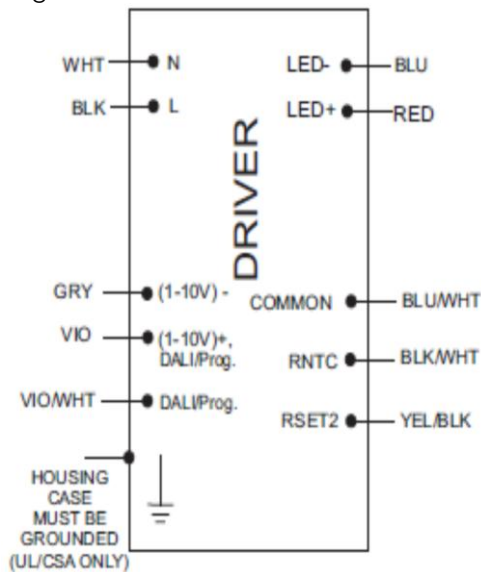 WHT N
BLK L
LED- BLU
LED+ RED
DRIVER
GRY (1-10V) -
VIO (1-10V)+,
DALI/Prog.
VIO/WHT DALI/Prog.
COMMON BLU/WHT
RNTC BLK/WHT
RSET2 YEL/BLK
HOUSING
CASE
MUST BE
GROUNDED
(UL/CSA ONLY)